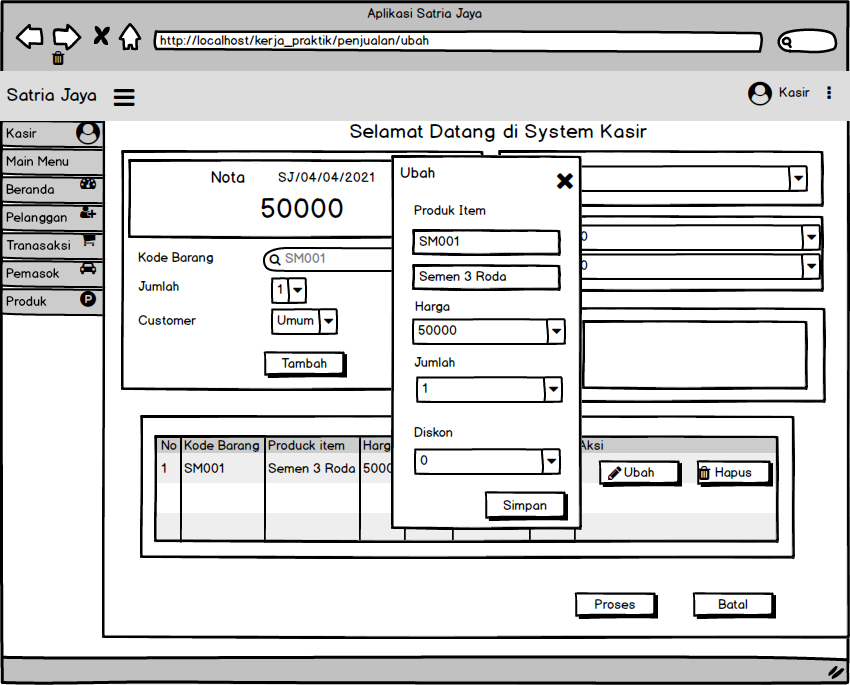 Aplikasi Satria Jaya
http://localhost/kerja_praktik/penjualan/ubah
Satria Jaya
Kasir
Kasir
Main Menu
Beranda
Pelanggan
Tranasaksi
Pemasok
Produk
P
Selamat Datang di System Kasir
Nota SJ/04/04/2021
50000
Kode Barang SM001
Jumlah 1
Customer Umum
Tambah
Ubah
Produk Item
SM001
Semen 3 Roda
Harga
50000
Jumlah
1
Diskon
0
Simpan
0
0
No Kode Barang Produck item Harg Aksi
1 SM001 Semen 3 Roda 5000 Ubah Hapus
Proses Batal